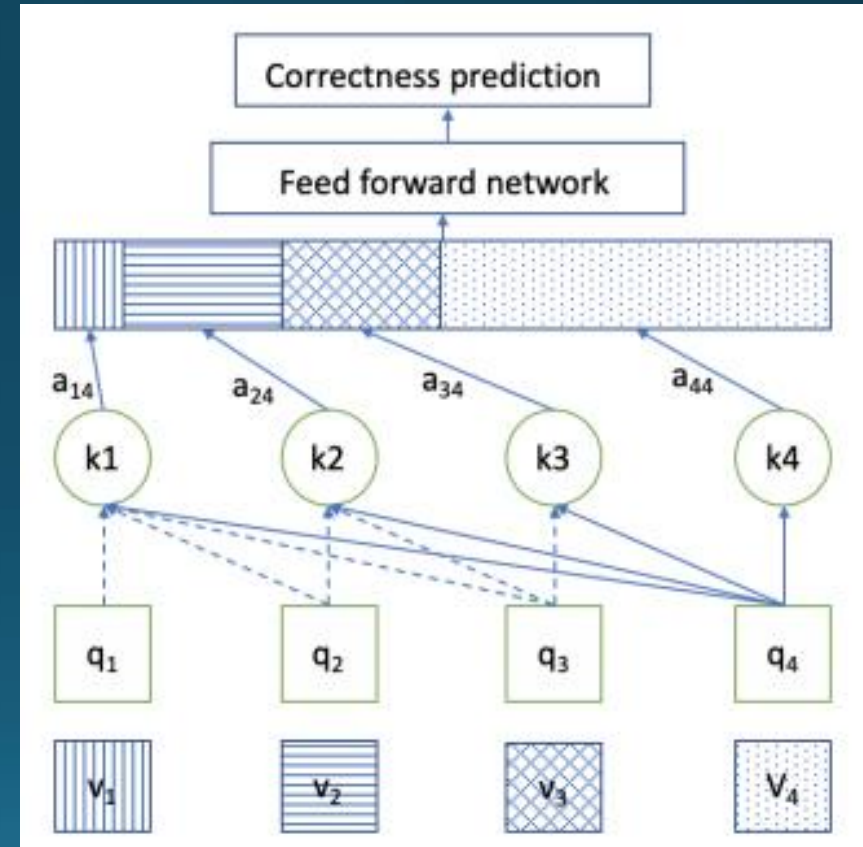 Correctness prediction
Feed forward network
a₁₄ a₂₄ a₃₄ a₄₄
k1 k2 k3 k4
q₁ q₂ q₃ q₄
v₁ v₂ v₃ V₄